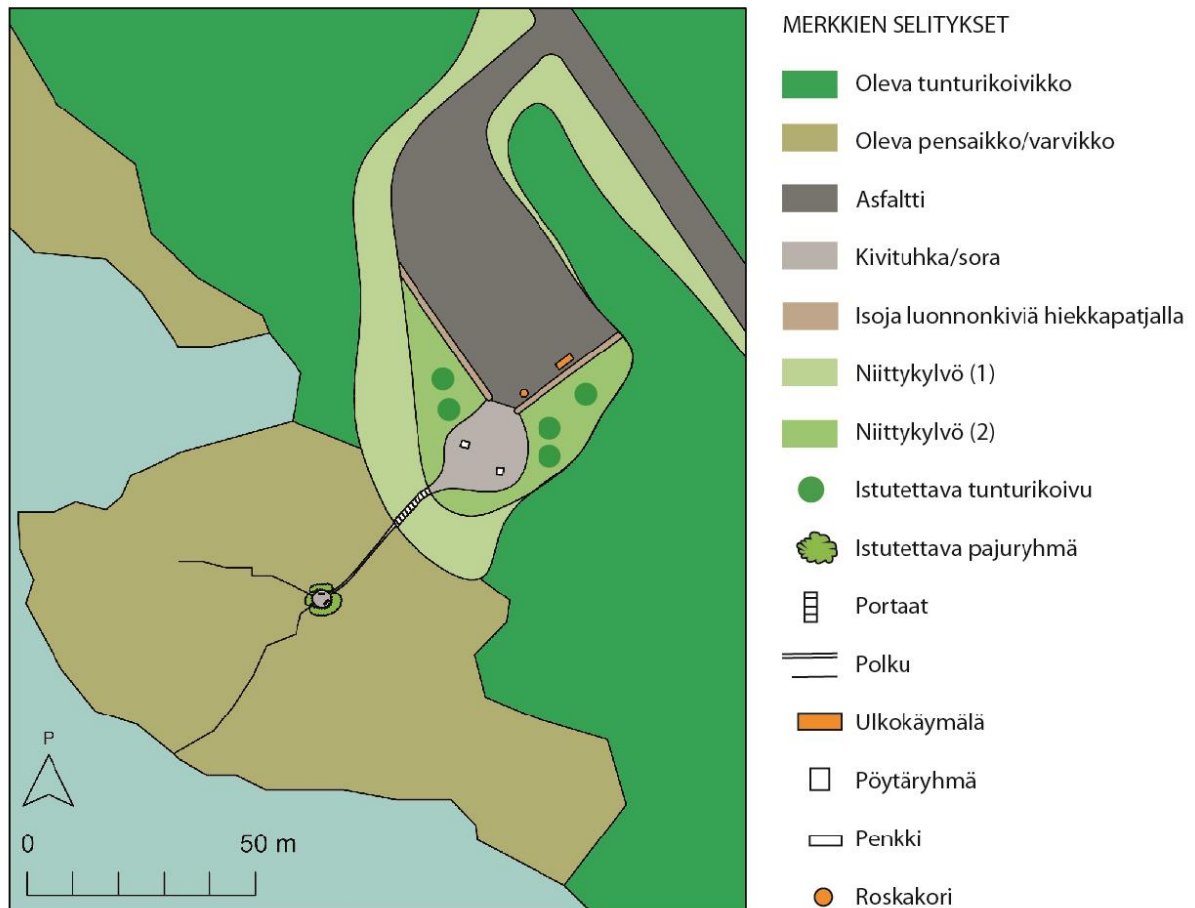 MERKKIEN SELITYKSET
Oleva tunturikoivikko
Oleva pensaikko/varvikko
Asfaltti
Kivituhka/sora
Isoja luonnonkiviä hiekkapatjalla
Niittykylvö (1)
Niittykylvö (2)
Istutettava tunturikoivu
Istutettava pajuryhmä
Portaat
Polku
Ulkokäymälä
Pöytäryhmä
Penkki
Roskakori
P
0 50 m